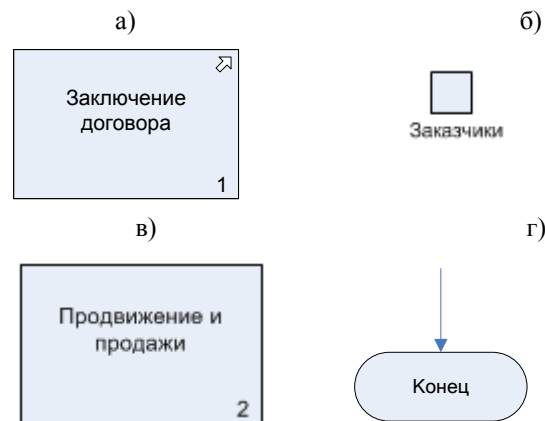 а)
б)
Заключение
договора
1
Заказчики
в)
г)
Продвижение и
продажи
2
Конец